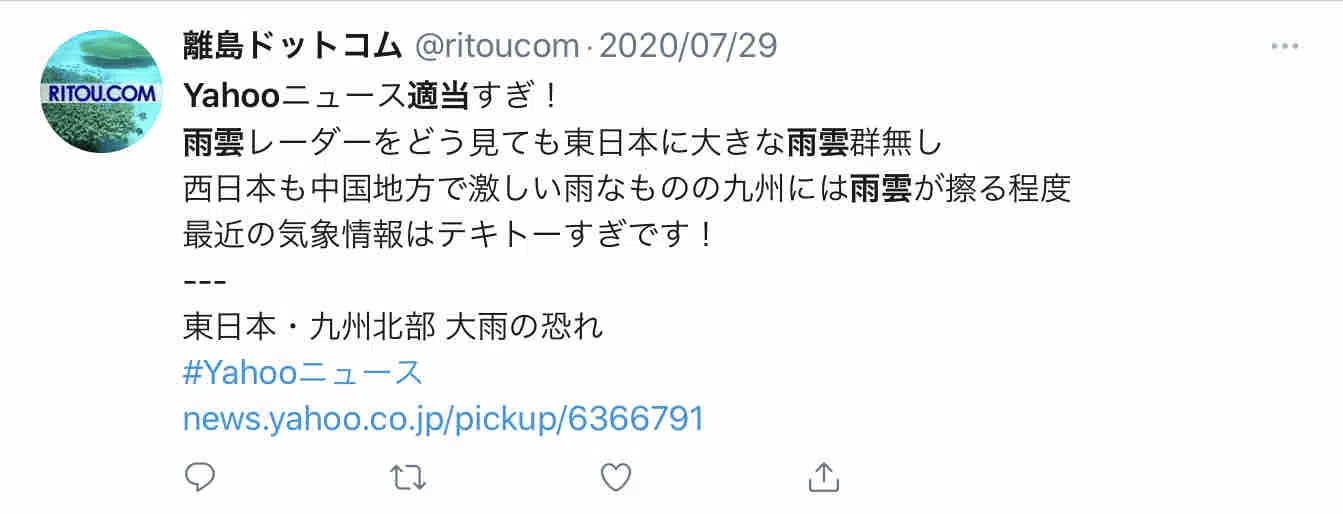 離島ドットコム @ritoucom · 2020/07/29
RITOU.COM
Yahooニュース適当すぎ！
雨雲レーダーをどう見ても東日本に大きな雨雲群無し
西日本も中国地方で激しい雨なものの九州には雨雲が擦る程度
最近の気象情報はテキトーすぎです！
---
東日本・九州北部 大雨の恐れ
#Yahooニュース
news.yahoo.co.jp/pickup/6366791